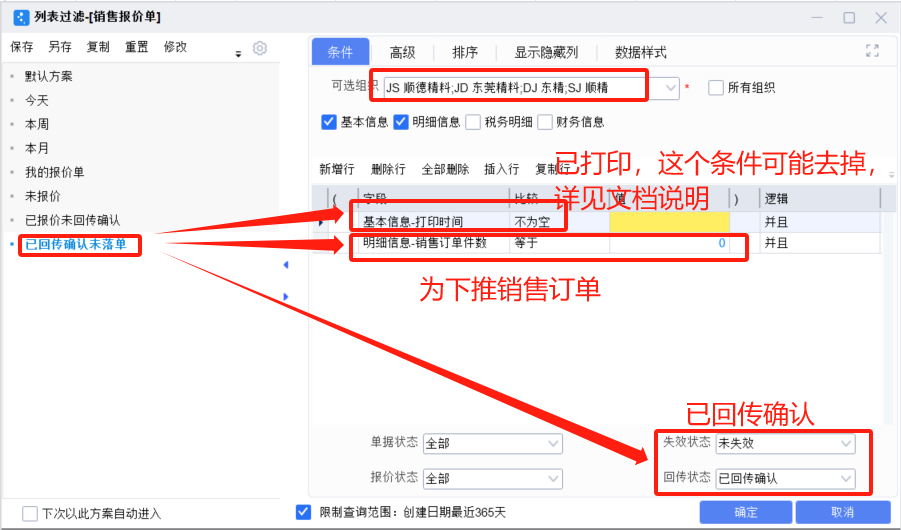 列表过滤-[销售报价单]
保存 另存 复制 重置 修改
默认方案
今天
本周
本月
我的报价单
未报价
已报价未回传确认
已回传确认未落单
下次以此方案自动进入
条件 高级 排序 显示隐藏列 数据样式
可选组织 JS 顺德精料;JD 东莞精料;DJ 东精;SJ 顺精 * 所有组织
基本信息 明细信息 税务明细 财务信息
新增行 删除行 全部删除 插入行 复制行
已打印，这个条件可能去掉，
详见文档说明
( 字段 比较 值 ) 逻辑
基本信息-打印时间 不为空 并且
明细信息-销售订单件数 等于 0 并且
为下推销售订单
已回传确认
单据状态 全部 失效状态 未失效
报价状态 全部 回传状态 已回传确认
限制查询范围：创建日期最近365天
确定 取消